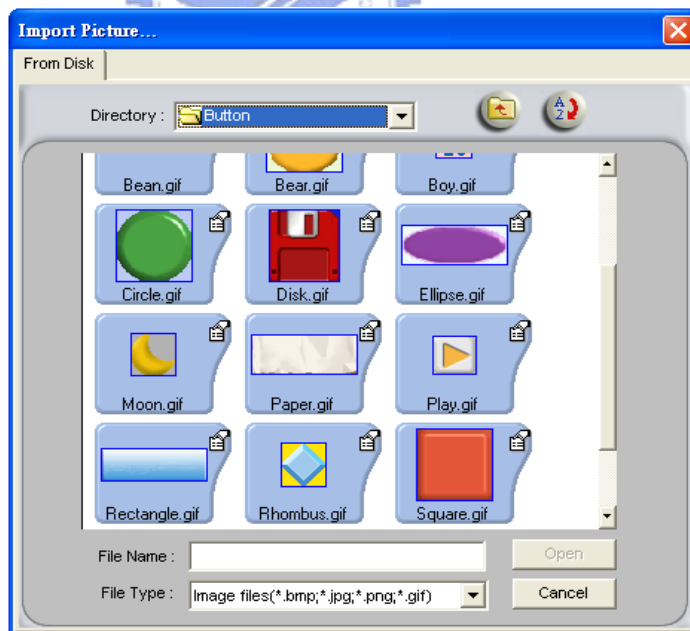 Import Picture...
From Disk
Directory :
Button
Bean.gif
Bear.gif
Boy.gif
Circle.gif
Disk.gif
Ellipse.gif
Moon.gif
Paper.gif
Play.gif
Rectangle.gif
Rhombus.gif
Square.gif
File Name :
Open
File Type :
Image files(*.bmp;*.jpg;*.png;*.gif)
Cancel